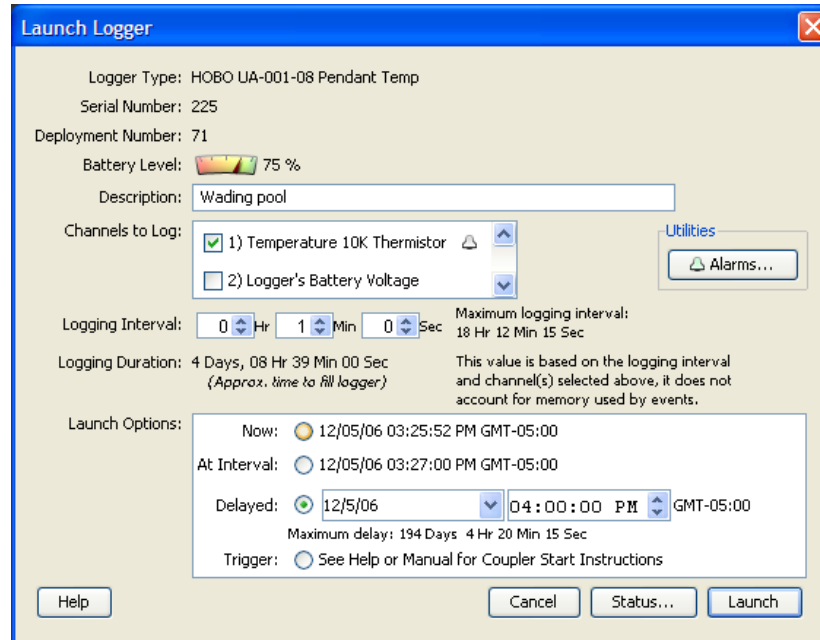 Launch Logger
Logger Type: HOBO UA-001-08 Pendant Temp
Serial Number: 225
Deployment Number: 71
Battery Level: 75 %
Description: Wading pool
Channels to Log: 1) Temperature 10K Thermistor
2) Logger's Battery Voltage
Utilities
Alarms...
Logging Interval: 0 Hr 1 Min 0 Sec
Maximum logging interval:
18 Hr 12 Min 15 Sec
Logging Duration: 4 Days, 08 Hr 39 Min 00 Sec
(Approx. time to fill logger)
This value is based on the logging interval
and channel(s) selected above, it does not
account for memory used by events.
Launch Options:
Now: 12/05/06 03:25:52 PM GMT-05:00
At Interval: 12/05/06 03:27:00 PM GMT-05:00
Delayed: 12/5/06 04:00:00 PM GMT-05:00
Maximum delay: 194 Days 4 Hr 20 Min 15 Sec
Trigger: See Help or Manual for Coupler Start Instructions
Help Cancel Status... Launch